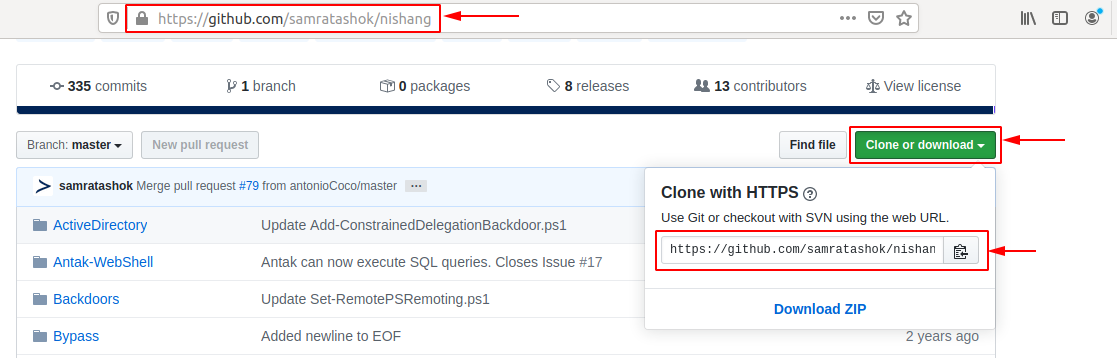 https://github.com/samratashok/nishang
335 commits 1 branch 0 packages 8 releases 13 contributors View license
Branch: master New pull request Find file Clone or download
samratashok Merge pull request #79 from antonioCoco/master ...
Clone with HTTPS
Use Git or checkout with SVN using the web URL.
ActiveDirectory Update Add-ConstrainedDelegationBackdoor.ps1
https://github.com/samratashok/nishan
Antak-WebShell Antak can now execute SQL queries. Closes Issue #17
Backdoors Update Set-RemotePSRemoting.ps1
Download ZIP
Bypass Added newline to EOF 2 years ago